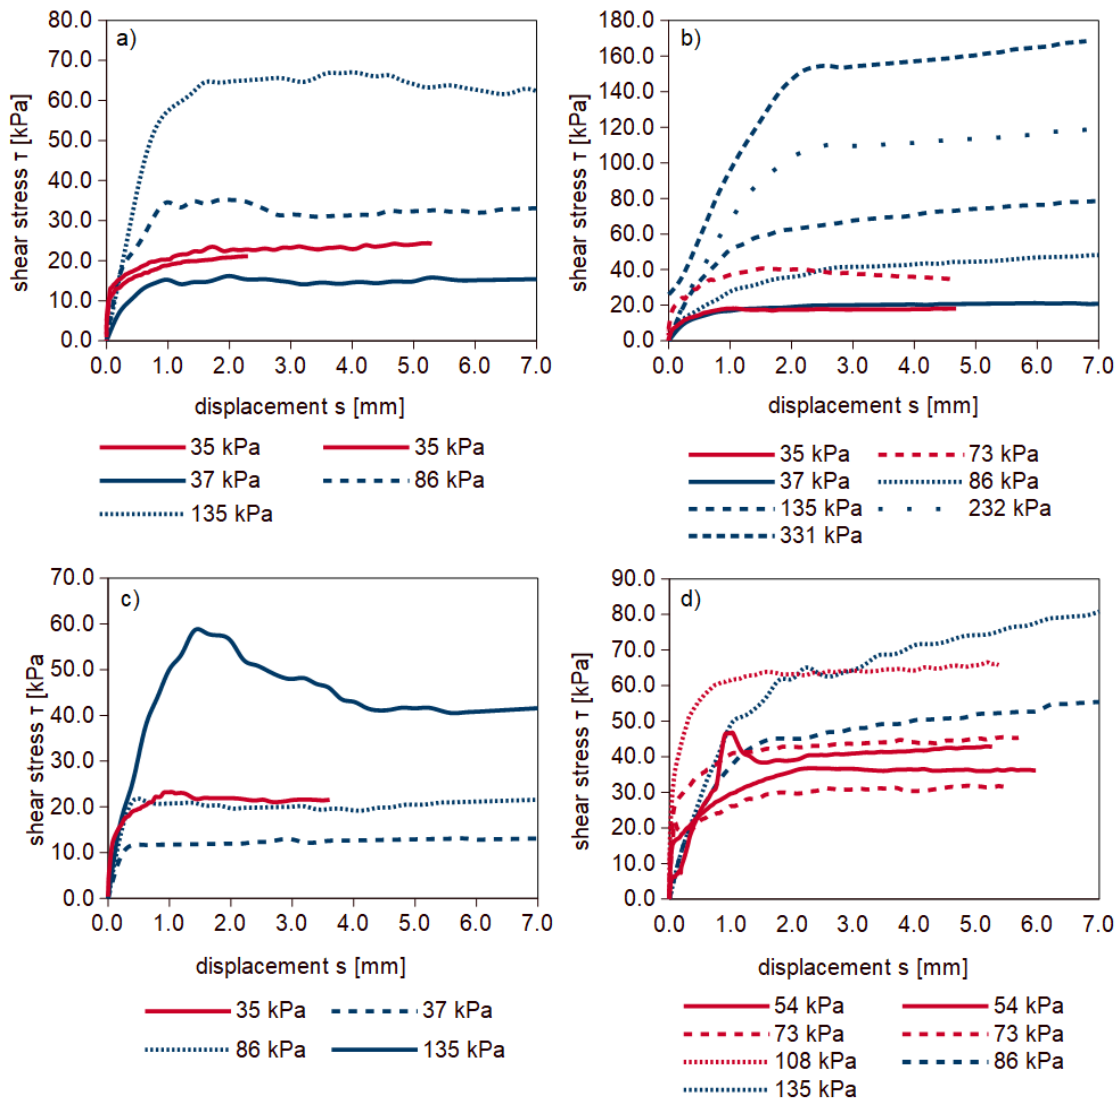 a)
shear stress τ [kPa]
80.0
70.0
60.0
50.0
40.0
30.0
20.0
10.0
0.0
0.0 1.0 2.0 3.0 4.0 5.0 6.0 7.0
displacement s [mm]
35 kPa 35 kPa
37 kPa 86 kPa
135 kPa
b)
shear stress τ [kPa]
180.0
160.0
140.0
120.0
100.0
80.0
60.0
40.0
20.0
0.0
0.0 1.0 2.0 3.0 4.0 5.0 6.0 7.0
displacement s [mm]
35 kPa 73 kPa
37 kPa 86 kPa
135 kPa 232 kPa
331 kPa
c)
shear stress τ [kPa
70.0
60.0
50.0
40.0
30.0
20.0
10.0
0.0
0.0 1.0 2.0 3.0 4.0 5.0 6.0 7.0
displacement s [mm]
35 kPa 37 kPa
86 kPa 135 kPa
d)
shear stress τ [kPa]
90.0
80.0
70.0
60.0
50.0
40.0
30.0
20.0
10.0
0.0
0.0 1.0 2.0 3.0 4.0 5.0 6.0 7.0
displacement s [mm]
54 kPa 54 kPa
73 kPa 73 kPa
108 kPa 86 kPa
135 kPa